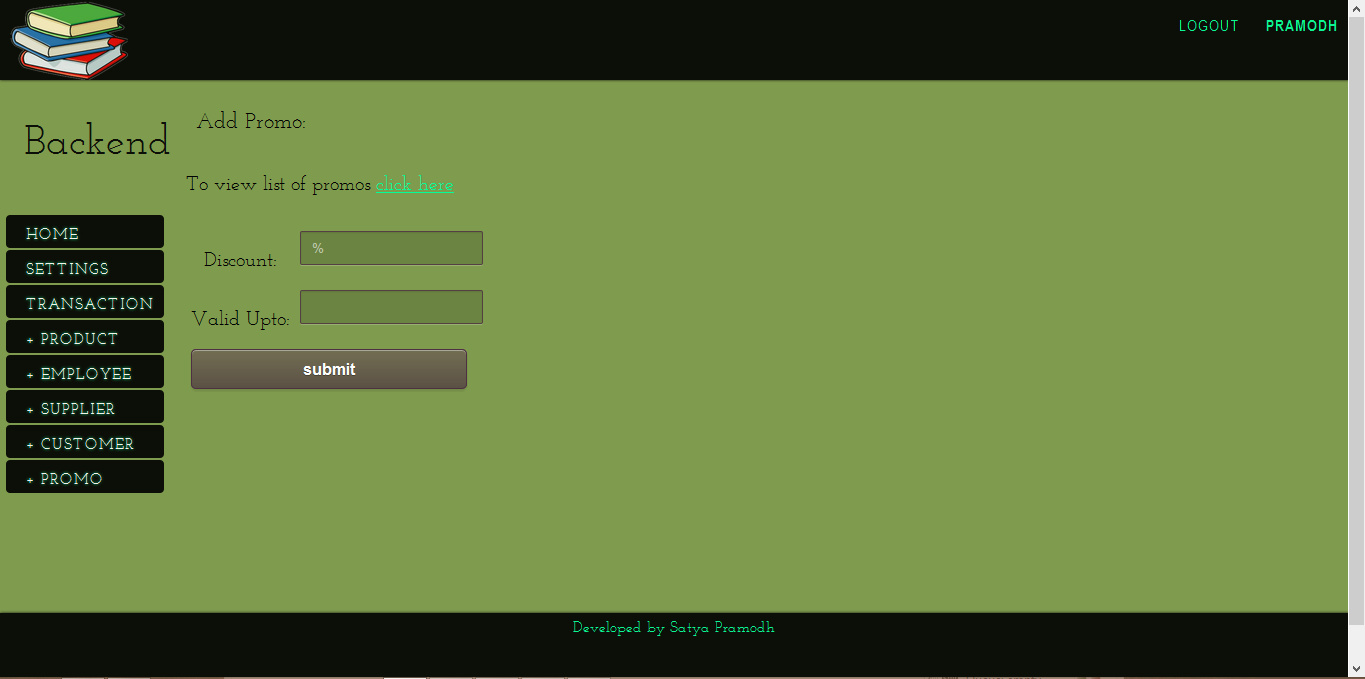 LOGOUT PRAMODH
Backend
Add Promo:
To view list of promos click here
HOME
SETTINGS
TRANSACTION
+ PRODUCT
+ EMPLOYEE
+ SUPPLIER
+ CUSTOMER
+ PROMO
Discount: %
Valid Upto:
submit
Developed by Satya Pramodh